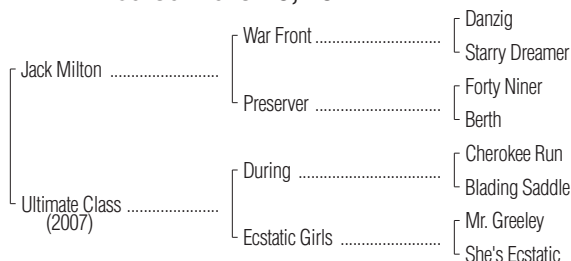 Danzig
War Front
Starry Dreamer
Jack Milton
Forty Niner
Preserver
Berth
Cherokee Run
During
Blading Saddle
Ultimate Class
(2007)
Mr. Greeley
Ecstatic Girls
She's Ecstatic